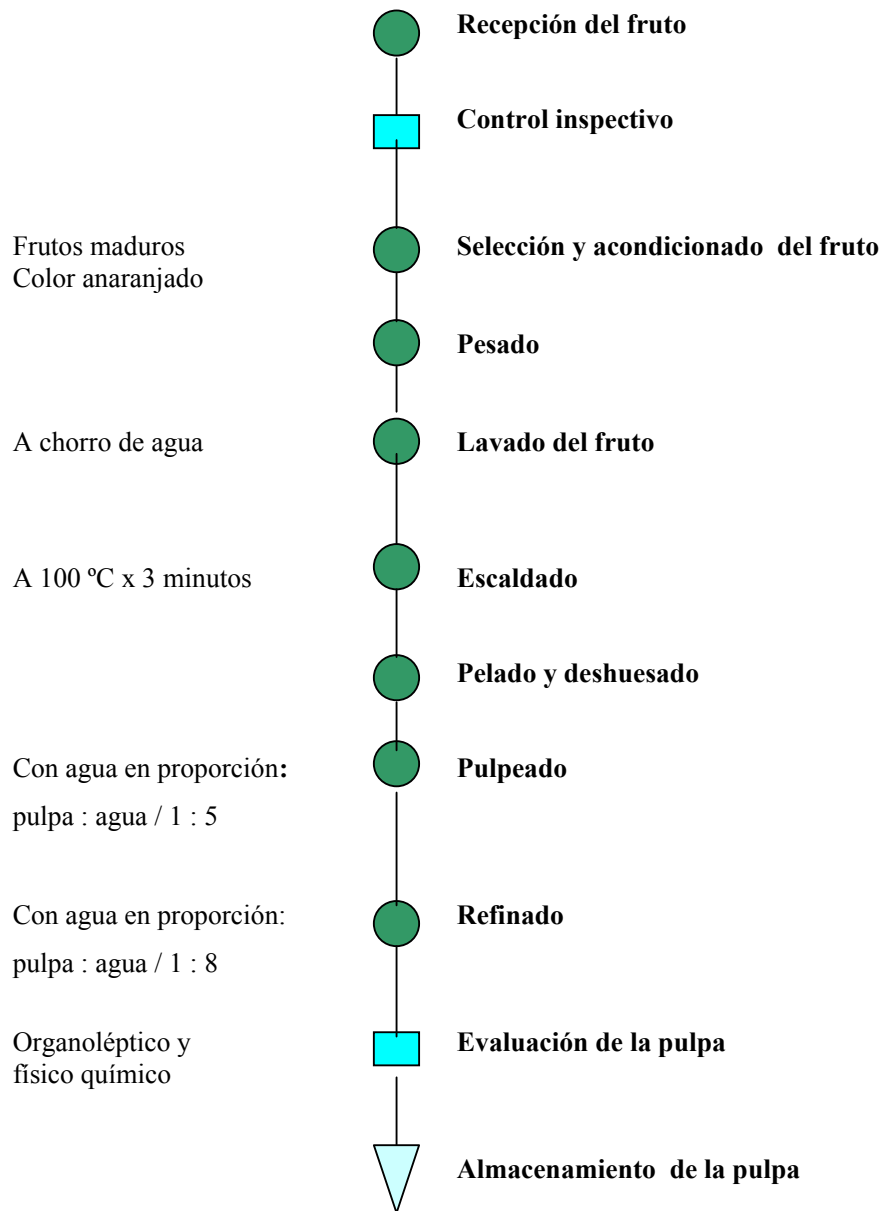 Recepción del fruto
Control inspectivo
Frutos maduros
Color anaranjado
Selección y acondicionado del fruto
Pesado
A chorro de agua
Lavado del fruto
A 100 ºC x 3 minutos
Escaldado
Pelado y deshuesado
Con agua en proporción:
pulpa : agua / 1 : 5
Pulpeado
Con agua en proporción:
pulpa : agua / 1 : 8
Refinado
Organoléptico y
físico químico
Evaluación de la pulpa
Almacenamiento de la pulpa